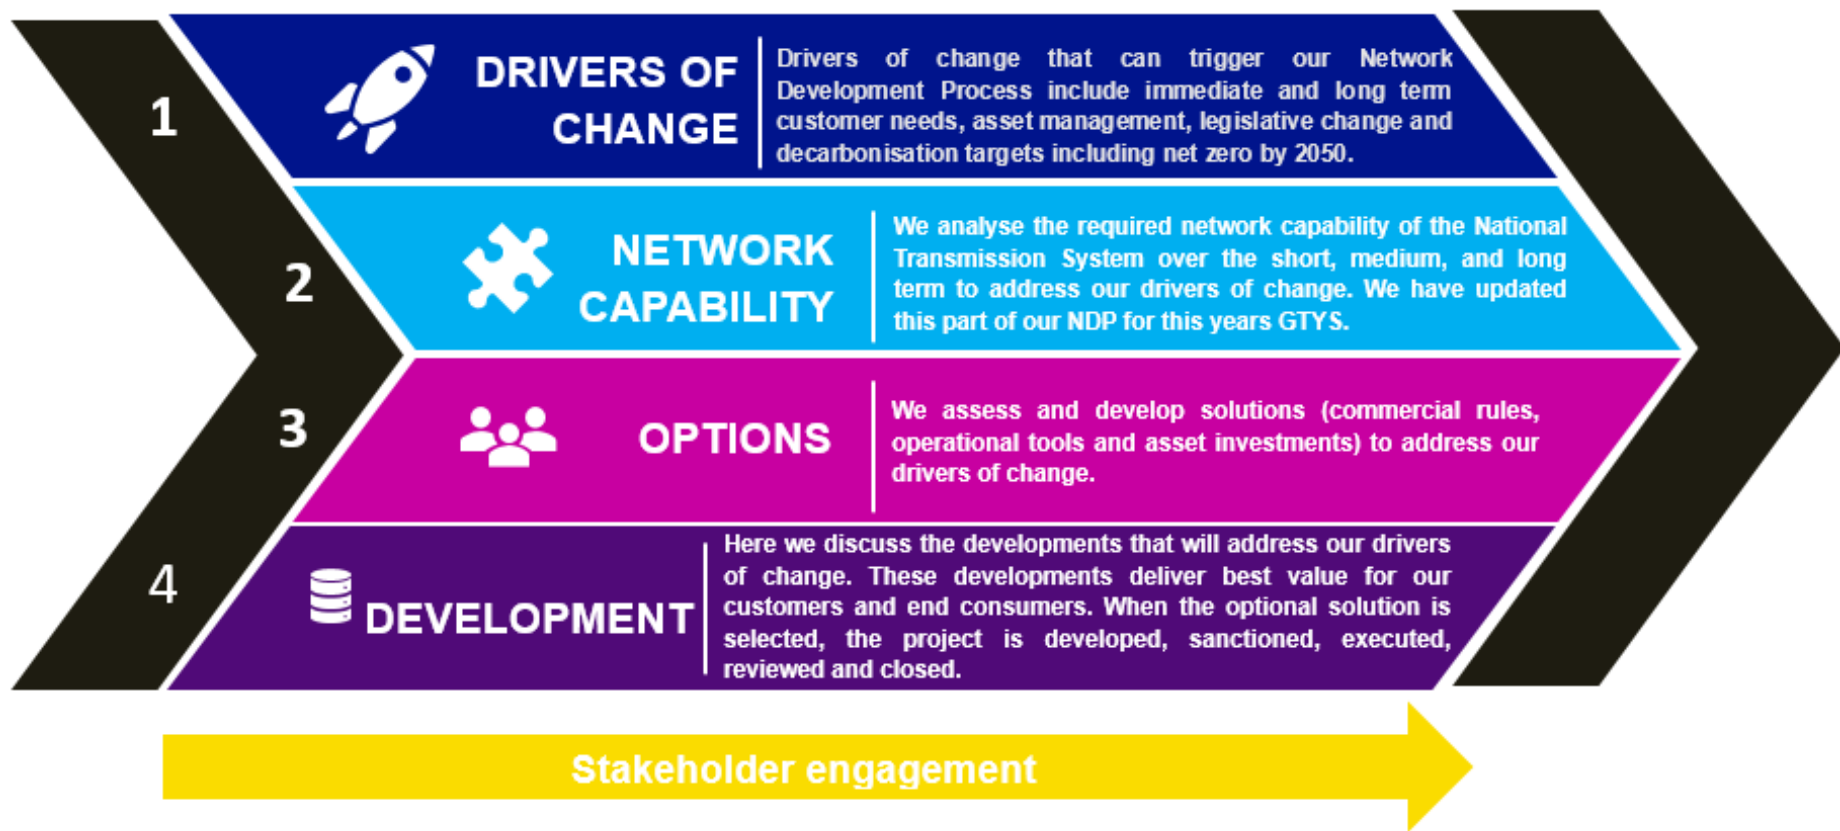 1
DRIVERS OF
CHANGE
Drivers of change that can trigger our Network
Development Process include immediate and long term
customer needs, asset management, legislative change and
decarbonisation targets including net zero by 2050.
2
NETWORK
CAPABILITY
We analyse the required network capability of the National
Transmission System over the short, medium, and long
term to address our drivers of change. We have updated
this part of our NDP for this years GTYS.
3
OPTIONS
We assess and develop solutions (commercial rules,
operational tools and asset investments) to address our
drivers of change.
4
DEVELOPMENT
Here we discuss the developments that will address our drivers
of change. These developments deliver best value for our
customers and end consumers. When the optional solution is
selected, the project is developed, sanctioned, executed,
reviewed and closed.
Stakeholder engagement